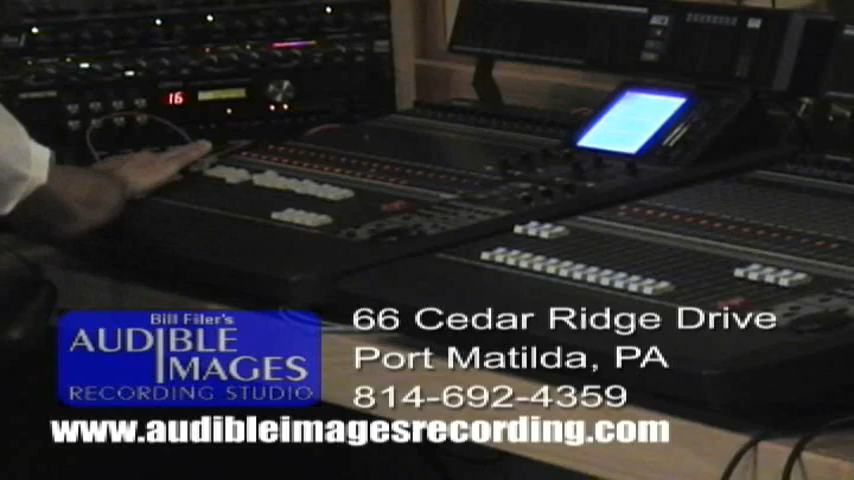 16
Bill Filer's
AUDIBLE
IMAGES
RECORDING STUDIO
66 Cedar Ridge Drive
Port Matilda, PA
814-692-4359
www.audibleimagesrecording.com